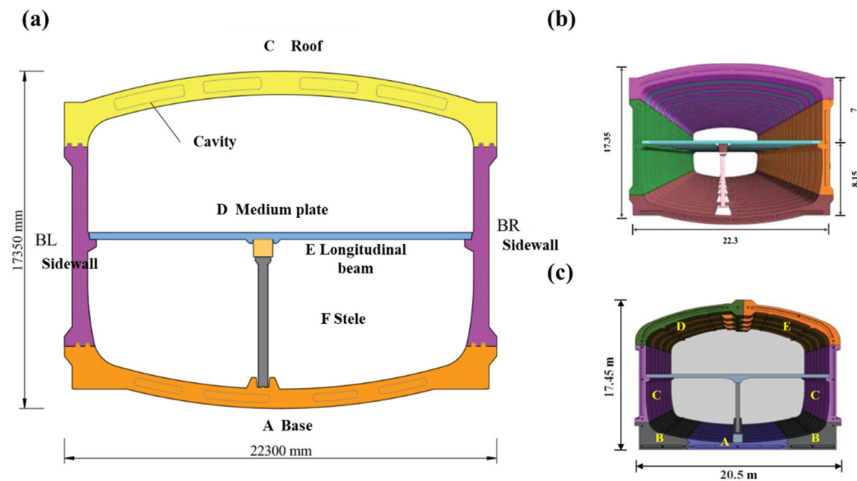 (a)
C Roof
Cavity
17350 mm
D Medium plate
BL
Sidewall
BR
Sidewall
E Longitudinal
beam
F Stele
A Base
22300 mm
(b)
17.35
7
8.15
22.3
(c)
D
E
17.45 m
C
C
B
A
B
20.5 m